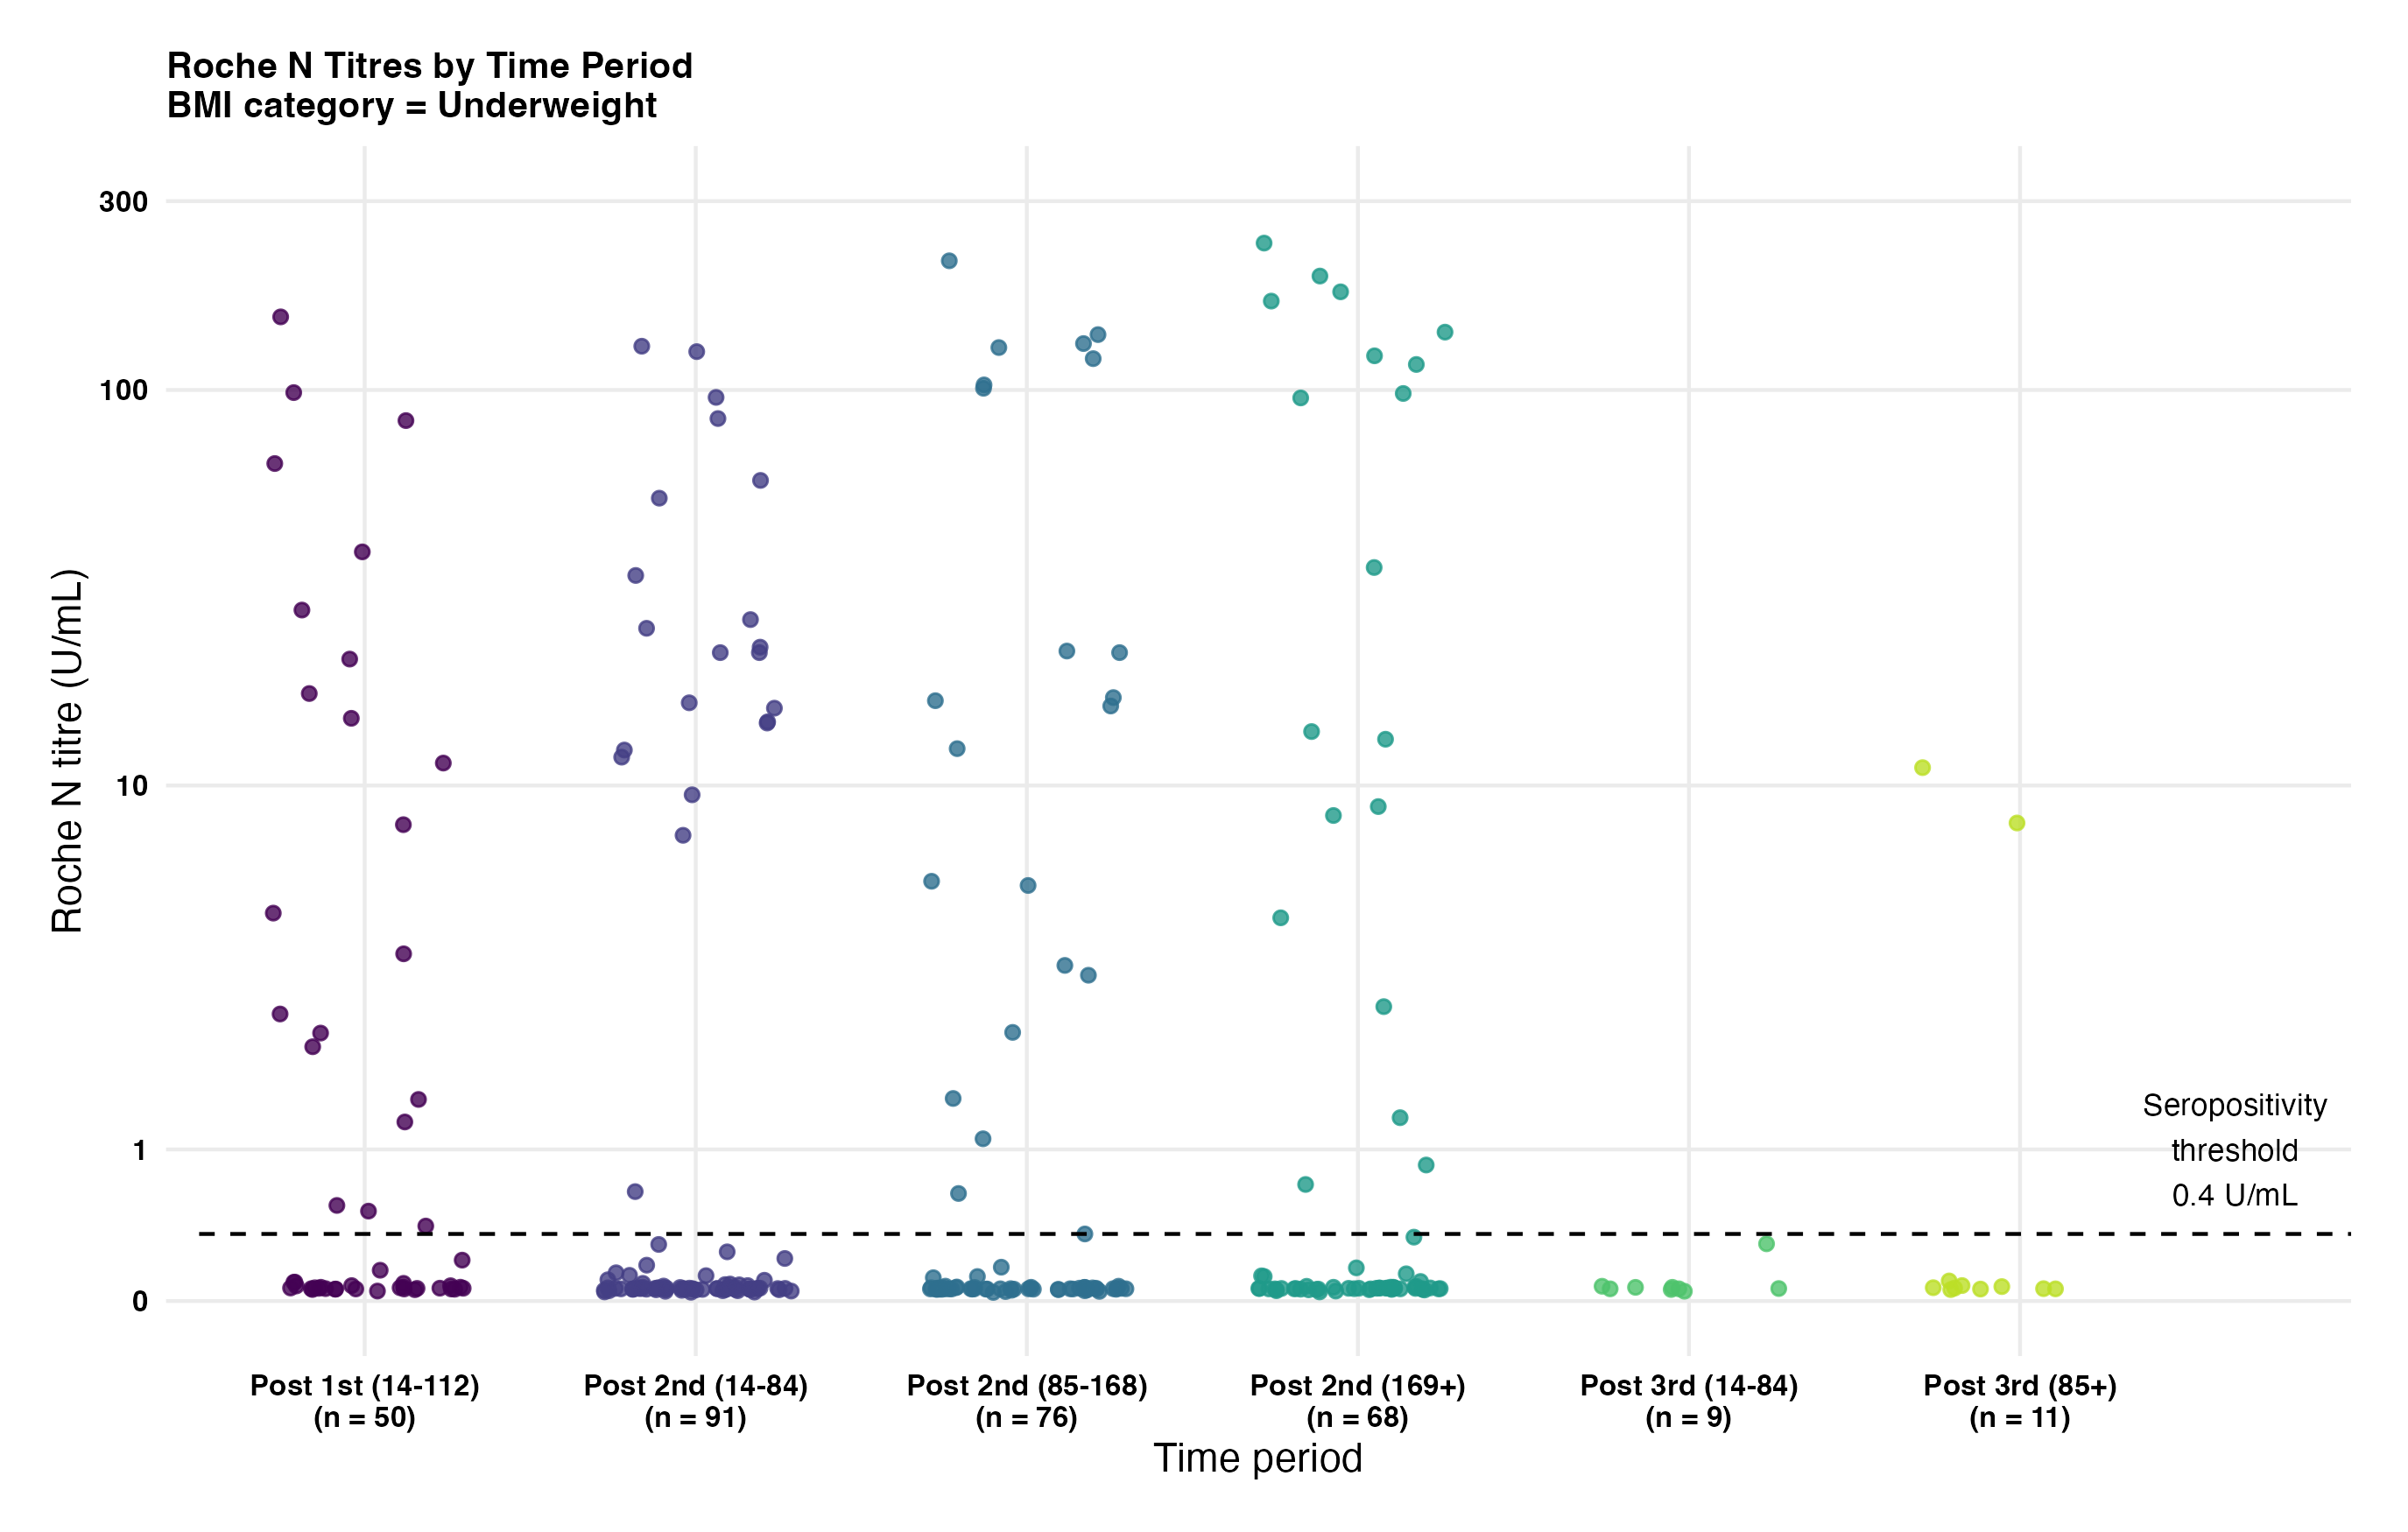 Roche N Titres by Time Period
BMI category = Underweight
Roche N titre (U/mL)
300
100
10
1
0
Seropositivity
threshold
0.4 U/mL
Post 1st (14-112)
(n = 50)
Post 2nd (14-84)
(n = 91)
Post 2nd (85-168)
(n = 76)
Post 2nd (169+)
(n = 68)
Post 3rd (14-84)
(n = 9)
Post 3rd (85+)
(n = 11)
Time period